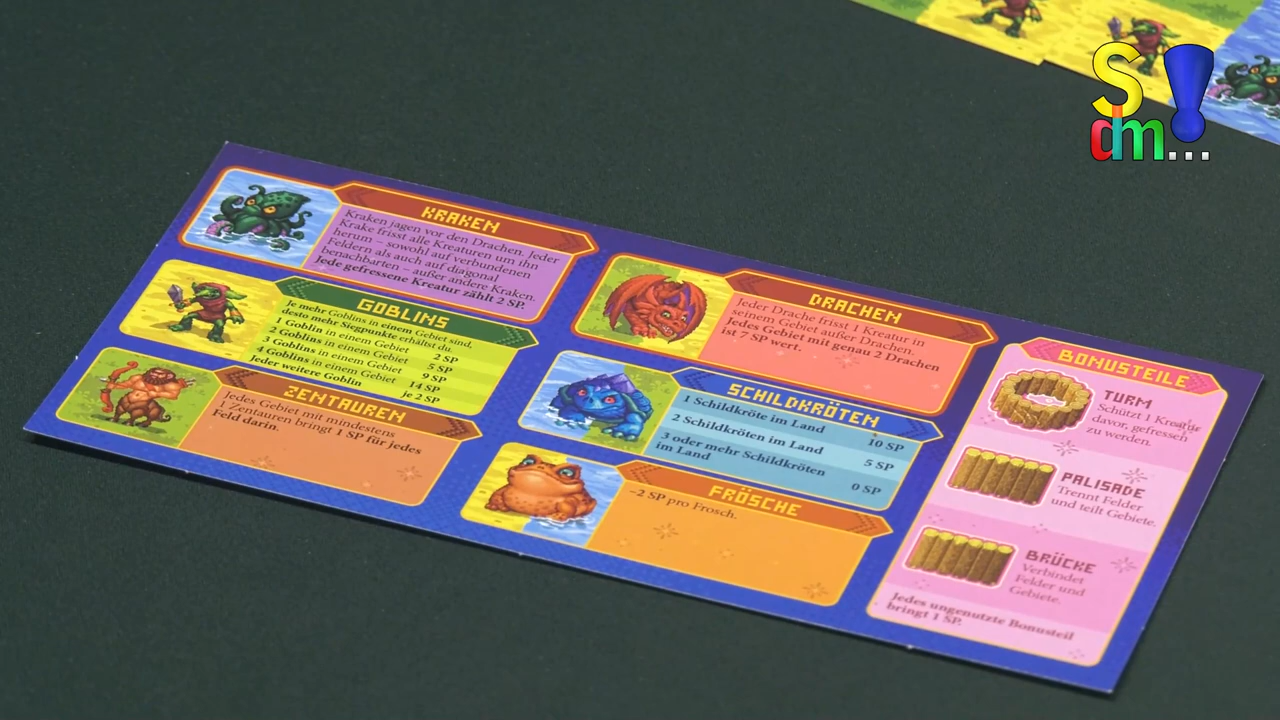 KRAKEN
Kraken jagen vor den Drachen. Jeder
Krake frisst alle Kreaturen um ihn
herum – sowohl auf verbundenen
Feldern als auch auf diagonal
benachbarten – außer andere Kraken.
Jede gefressene Kreatur zählt 2 SP.
GOBLINS
Je mehr Goblins in einem Gebiet sind,
desto mehr Siegpunkte erhältst du.
1 Goblin in einem Gebiet 2 SP
2 Goblins in einem Gebiet 5 SP
3 Goblins in einem Gebiet 9 SP
4 Goblins in einem Gebiet 14 SP
Jeder weitere Goblin je 2 SP
ZENTAUREN
Jedes Gebiet mit mindestens
1 Zentauren bringt 1 SP für jedes
Feld darin.
DRACHEN
Jeder Drache frisst 1 Kreatur in
seinem Gebiet außer Drachen.
Jedes Gebiet mit genau 2 Drachen
ist 7 SP wert.
SCHILDKRÖTEN
1 Schildkröte im Land 10 SP
2 Schildkröten im Land 5 SP
3 oder mehr Schildkröten
im Land 0 SP
FRÖSCHE
–2 SP pro Frosch.
BONUSTEILE
TURM
Schützt 1 Kreatur
davor, gefressen
zu werden.
PALISADE
Trennt Felder
und teilt Gebiete.
BRÜCKE
Verbindet
Felder und
Gebiete.
Jedes ungenutzte Bonusteil
bringt 1 SP.
S!
dm...